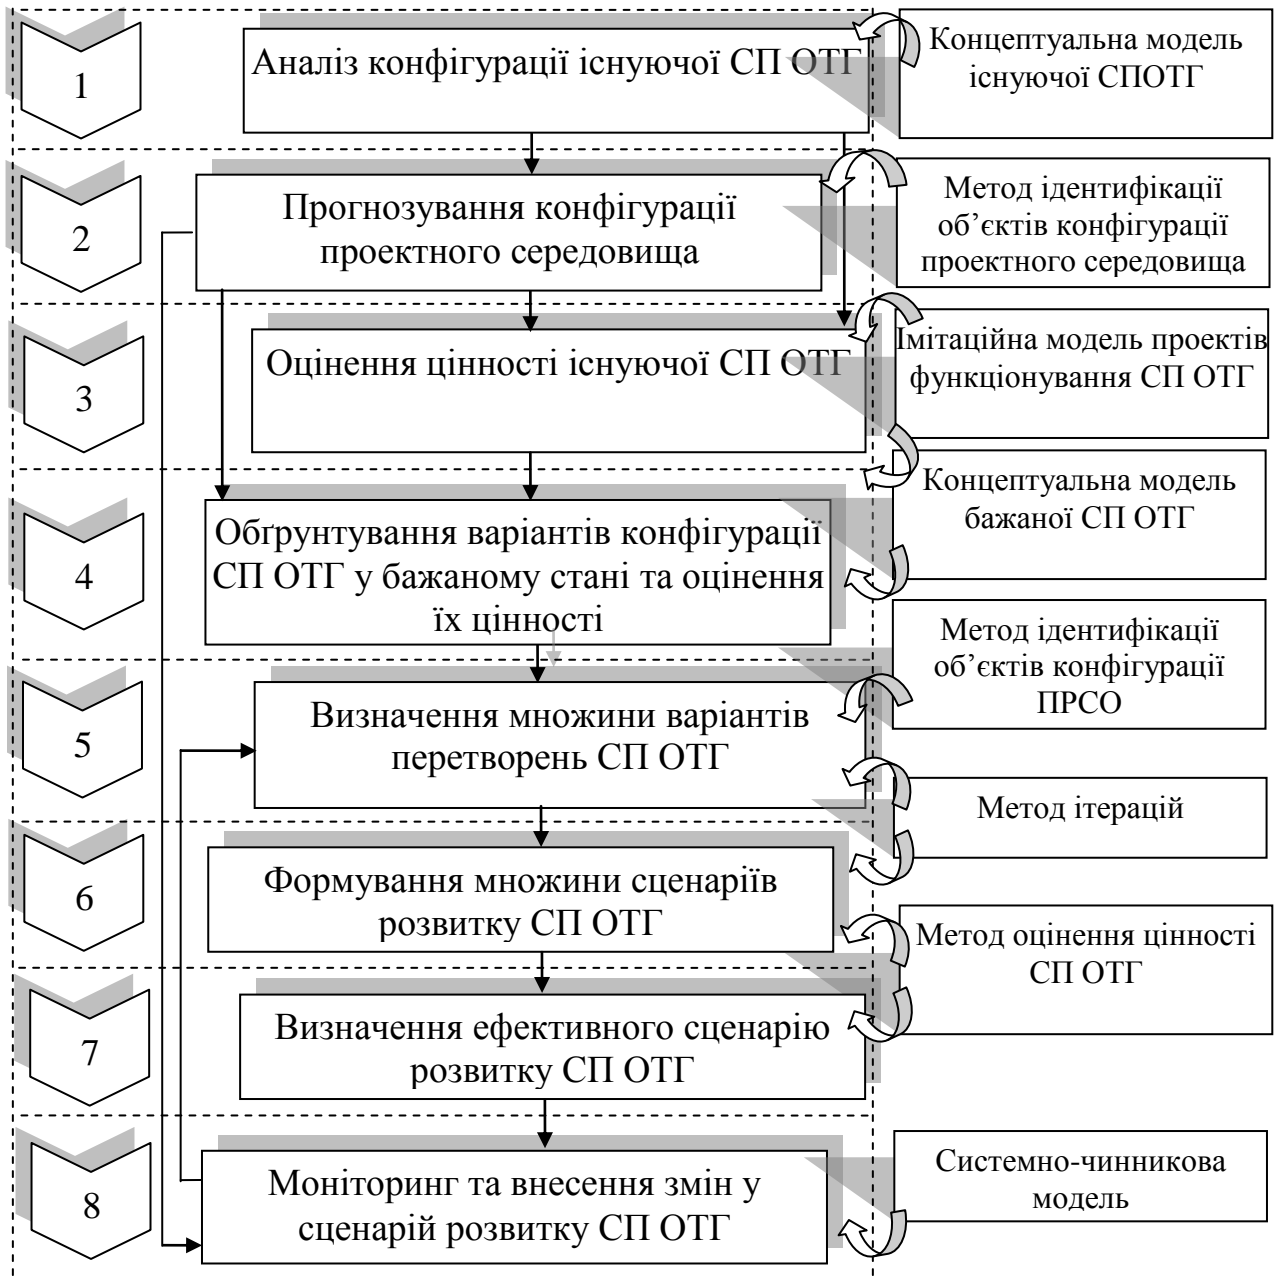 1
Аналіз конфігурації існуючої СП ОТГ
Концептуальна модель
існуючої СПОТГ
2
Прогнозування конфігурації
проектного середовища
Метод ідентифікації
об’єктів конфігурації
проектного середовища
3
Оцінення цінності існуючої СП ОТГ
Імітаційна модель проектів
функціонування СП ОТГ
4
Обґрунтування варіантів конфігурації
СП ОТГ у бажаному стані та оцінення
їх цінності
Концептуальна модель
бажаної СП ОТГ
Метод ідентифікації
об’єктів конфігурації
ПРСО
5
Визначення множини варіантів
перетворень СП ОТГ
Метод ітерацій
6
Формування множини сценаріїв
розвитку СП ОТГ
Метод оцінення цінності
СП ОТГ
7
Визначення ефективного сценарію
розвитку СП ОТГ
8
Моніторинг та внесення змін у
сценарій розвитку СП ОТГ
Системно-чинникова
модель